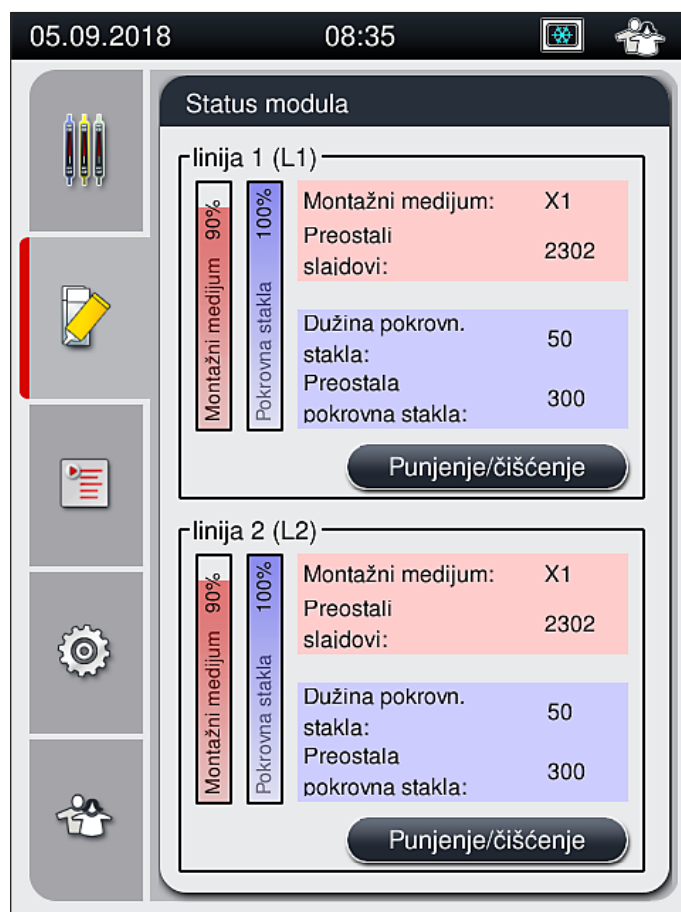 05.09.2018 08:35
Status modula
linija 1 (L1)
Montažni medijum 90%
Pokrovna stakla 100%
Montažni medijum: X1
Preostali
slajdovi: 2302
Dužina pokrovn.
stakla: 50
Preostala
pokrovna stakla: 300
Punjenje/čišćenje
linija 2 (L2)
Montažni medijum 90%
Pokrovna stakla 100%
Montažni medijum: X1
Preostali
slajdovi: 2302
Dužina pokrovn.
stakla: 50
Preostala
pokrovna stakla: 300
Punjenje/čišćenje